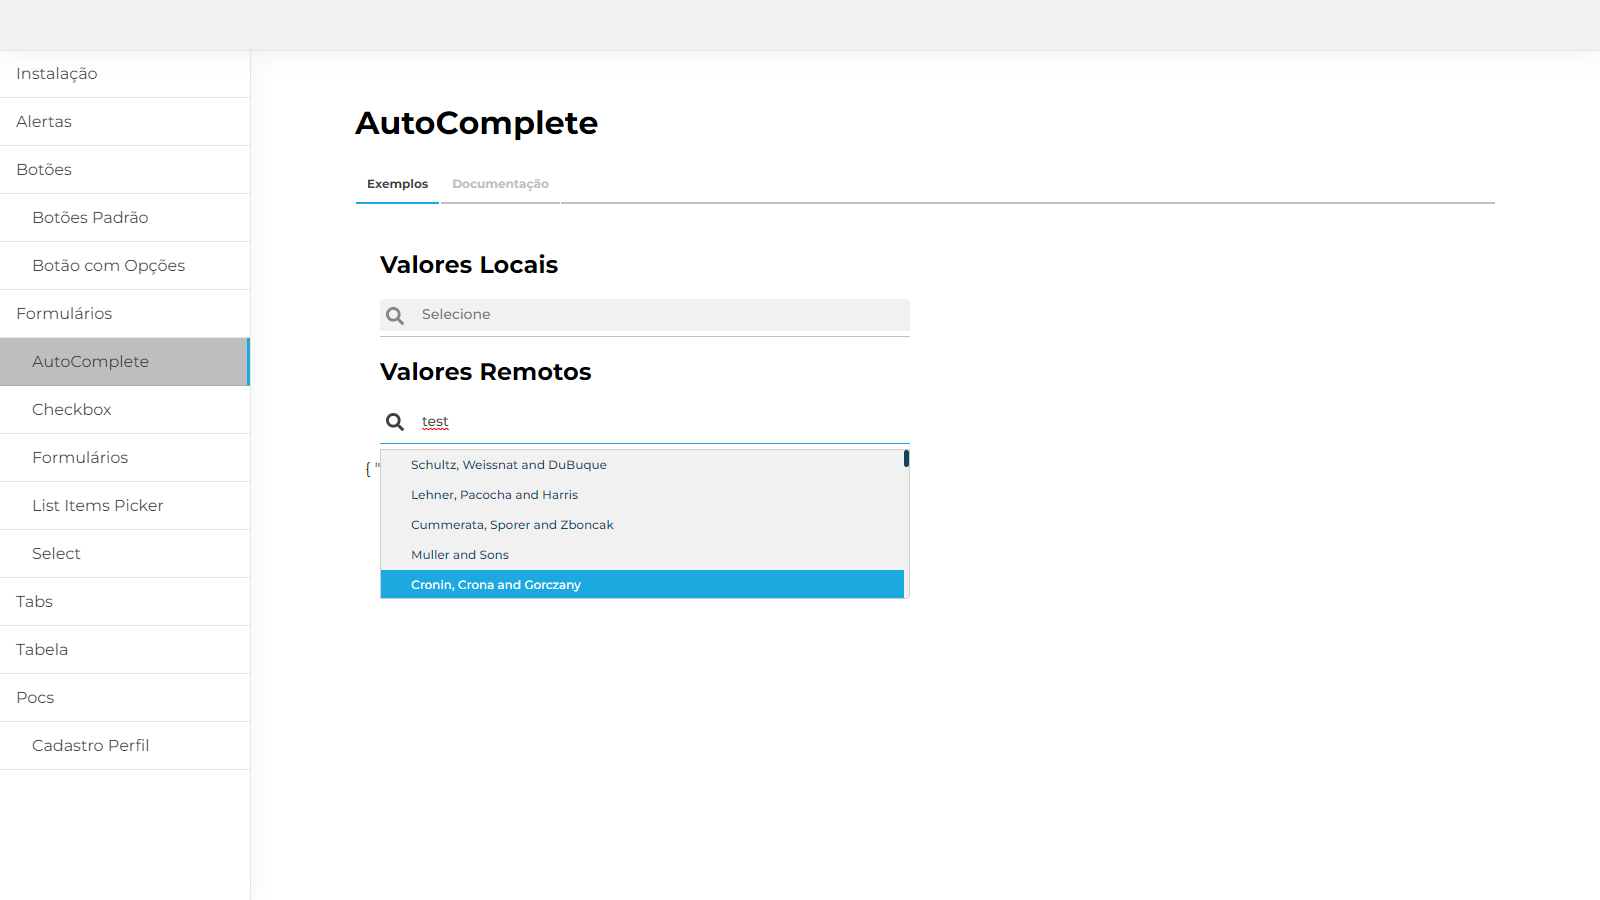 Instalação
Alertas
Botões
Botões Padrão
Botão com Opções
Formulários
AutoComplete
Checkbox
Formulários
List Items Picker
Select
Tabs
Tabela
Pocs
Cadastro Perfil
AutoComplete
Exemplos Documentação
Valores Locais
Selecione
Valores Remotos
test
{ "
Schultz, Weissnat and DuBuque
Lehner, Pacocha and Harris
Cummerata, Sporer and Zboncak
Muller and Sons
Cronin, Crona and Gorczany